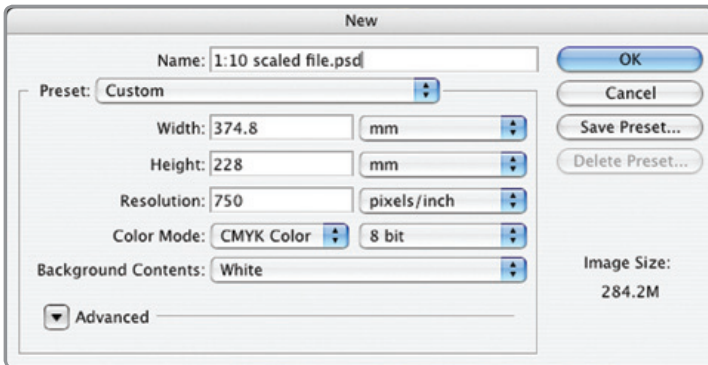 New
Name: 1:10 scaled file.psd
OK
Preset: Custom
Cancel
Width: 374.8 mm
Save Preset...
Height: 228 mm
Delete Preset...
Resolution: 750 pixels/inch
Color Mode: CMYK Color 8 bit
Background Contents: White
Image Size:
284.2M
Advanced